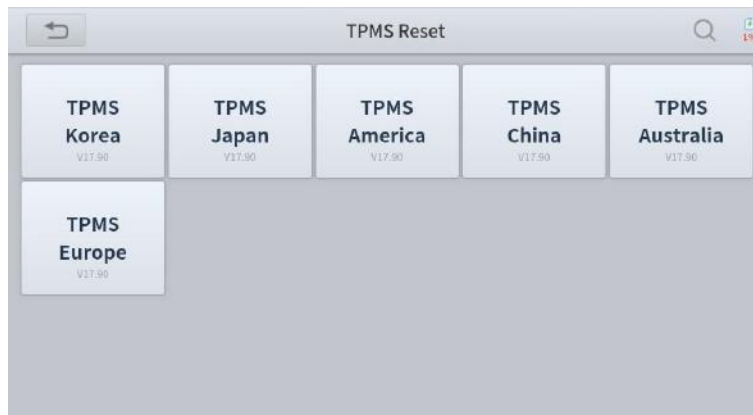 TPMS Reset
TPMS
Korea
V17.90
TPMS
Japan
V17.90
TPMS
America
V17.90
TPMS
China
V17.90
TPMS
Australia
V17.90
TPMS
Europe
V17.90